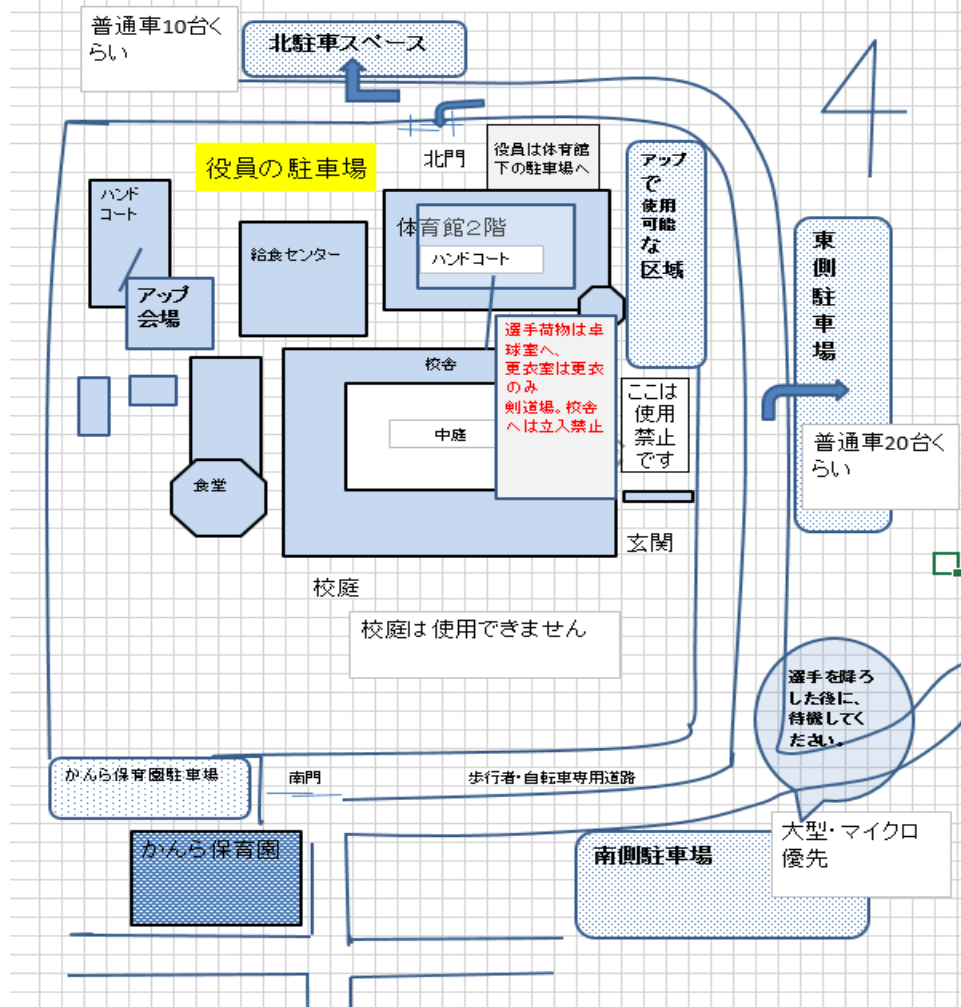 普通車10台く
らい
北駐車スペース
役員の駐車場
北門
役員は体育館
下の駐車場へ
アップ
で
使用
可能
な
区域
ハンド
コート
アップ
会場
給食センター
体育館2階
ハンドコート
東
側
駐
車
場
選手荷物は卓
球室へ、
更衣室は更衣
のみ
剣道場。校舎
へは立入禁止
校舎
中庭
ここは
使用
禁止
です
普通車20台く
らい
食堂
玄関
校庭
校庭は使用できません
選手を降ろ
した後に、
待機してく
ださい。
かんら保育園駐車場
南門
歩行者・自転車専用道路
かんら保育園
南側駐車場
大型・マイクロ
優先